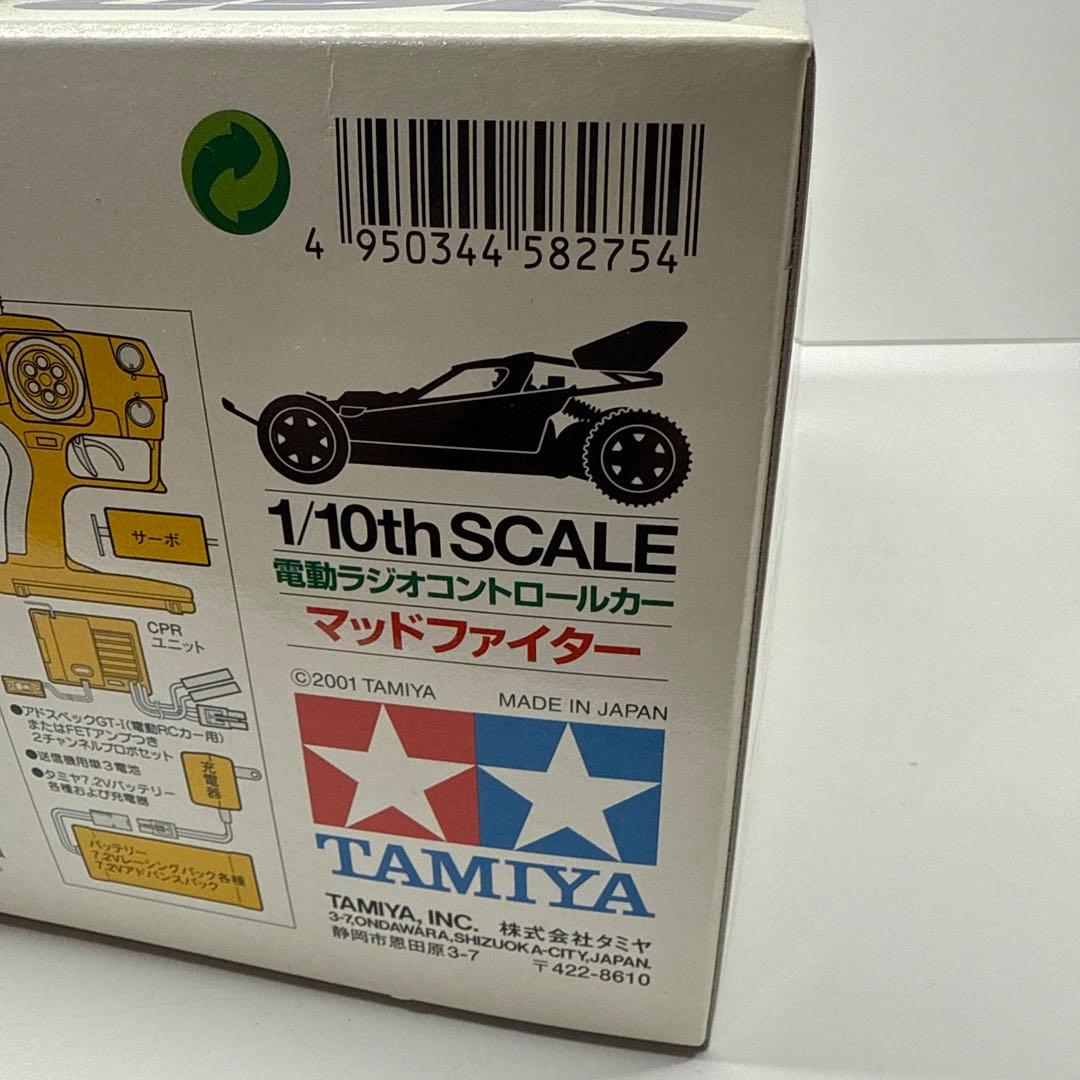 4 950344 582754
1/10th SCALE
電動ラジオコントロールカー
マッドファイター
©2001 TAMIYA MADE IN JAPAN
TAMIYA
TAMIYA, INC. 株式会社タミヤ
3-7,ONDAWARA,SHIZUOKA-CITY,JAPAN.
静岡市恩田原3-7 〒422-8610
サーボ
CPR
ユニット
●アドスペックGT-I(電動RCカー用)
またはFETアンプつき
2チャンネルプロポセット
●送信機用単3電池
●タミヤ7.2Vバッテリー
各種および充電器
充電器
バッテリー
7.2Vレーシングパック各種
7.2Vアドバンスパック